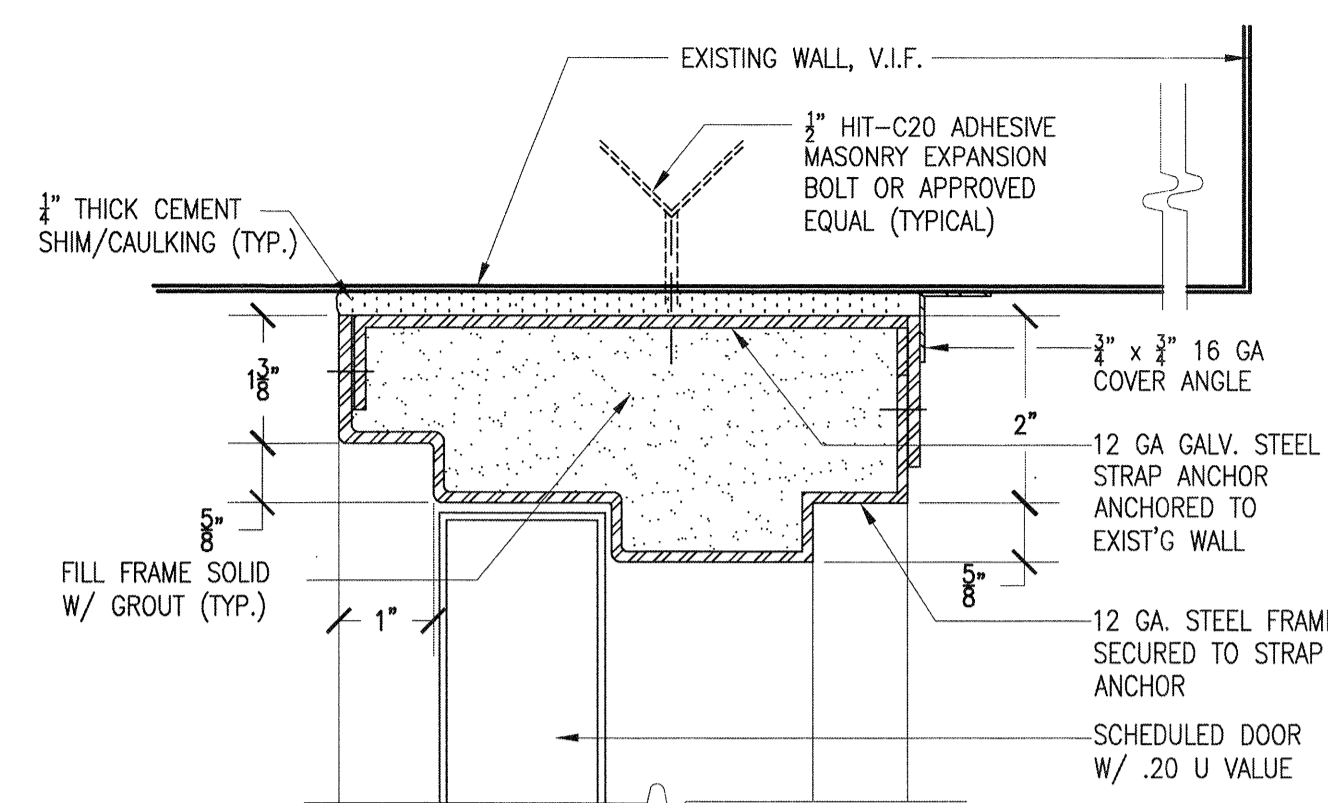 EXISTING WALL, V.I.F.
1/2" HIT-C20 ADHESIVE
MASONRY EXPANSION
BOLT OR APPROVED
EQUAL (TYPICAL)
1/4" THICK CEMENT
SHIM/CAULKING (TYP.)
1 3/8"
5/8"
FILL FRAME SOLID
W/ GROUT (TYP.)
1"
3/4" x 3/4" 16 GA
COVER ANGLE
2"
12 GA GALV. STEEL
STRAP ANCHOR
ANCHORED TO
EXIST'G WALL
5/8"
12 GA. STEEL FRAM
SECURED TO STRAP
ANCHOR
SCHEDULED DOOR
W/ .20 U VALUE